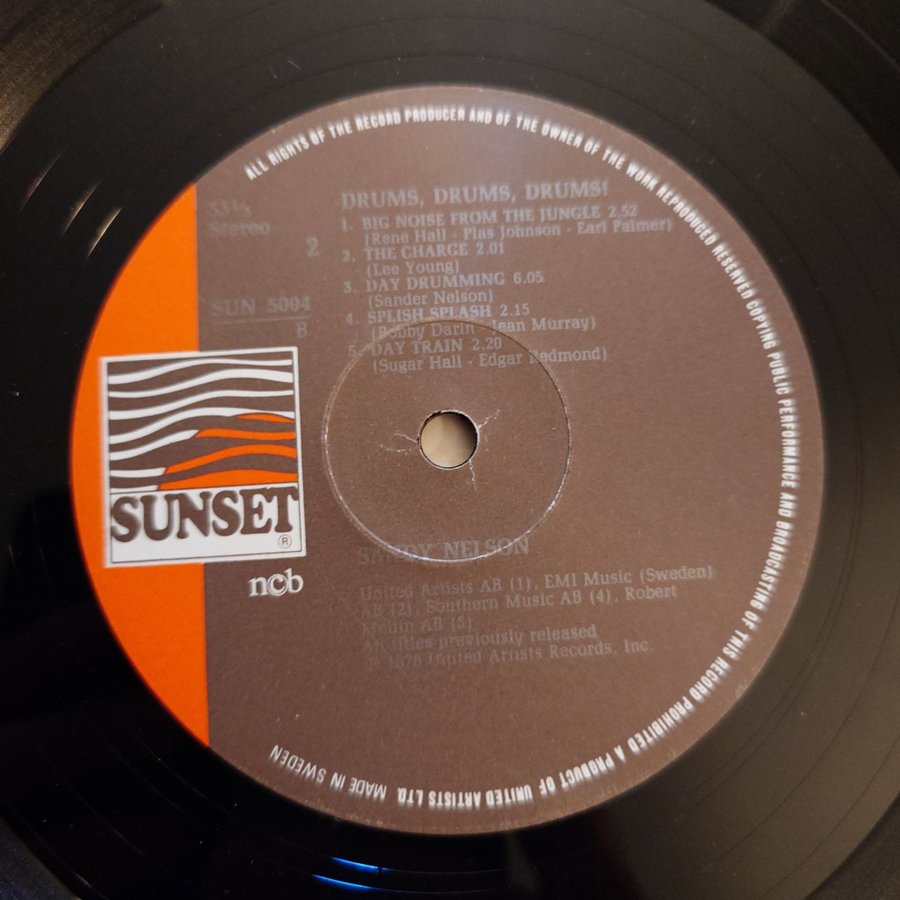 ALL RIGHTS OF THE RECORD PRODUCER AND OF THE OWNER OF THE WORK REPRODUCED RESERVED COPYING PUBLIC PERFORMANCE AND BROADCASTING OF THIS RECORD PROHIBITED A PRODUCT OF UNITED ARTISTS LTD. MADE IN SWEDEN
33⅓
Stereo
2
SUN 5004
B
DRUMS, DRUMS, DRUMS!
1. BIG NOISE FROM THE JUNGLE 2.52
(Rene Hall - Plas Johnson - Earl Palmer)
2. THE CHARGE 2.01
(Lee Young)
3. DAY DRUMMING 6.05
(Sander Nelson)
4. SPLISH SPLASH 2.15
(Bobby Darin - Jean Murray)
5. DAY TRAIN 2.20
(Sugar Hall - Edgar Redmond)
SUNSET
®
ncb
SANDY NELSON
United Artists AB (1), EMI Music (Sweden)
AB (2), Southern Music AB (4), Robert
Mellin AB (5)
All titles previously released
℗ 1978 United Artists Records, Inc.